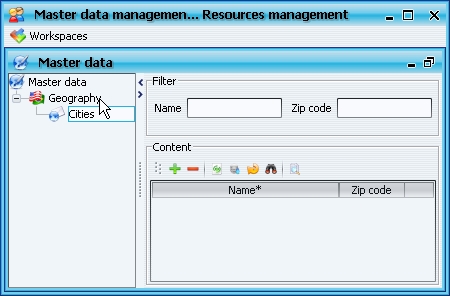 Master data managemen... Resources management
Workspaces
Master data
Master data
Geography
Cities
Filter
Name
Zip code
Content
Name*
Zip code